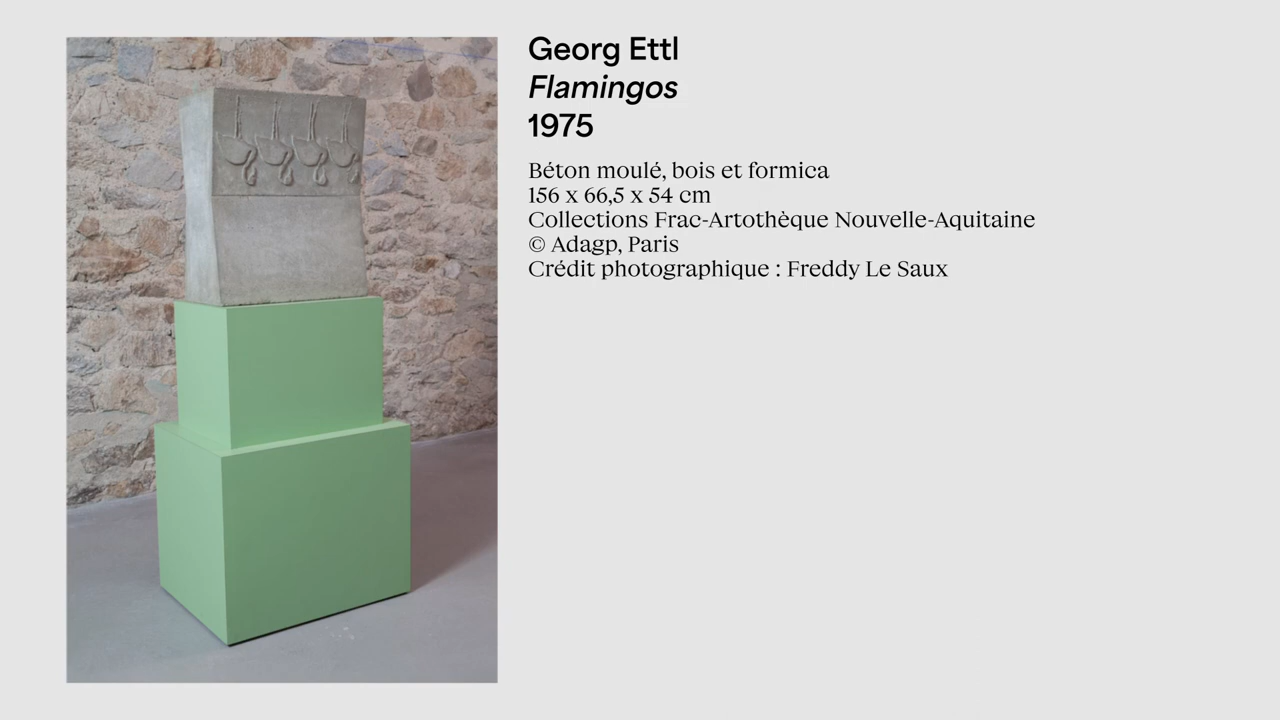 Georg Ettl
Flamingos
1975
Béton moulé, bois et formica
156 x 66,5 x 54 cm
Collections Frac-Artothèque Nouvelle-Aquitaine
© Adagp, Paris
Crédit photographique : Freddy Le Saux